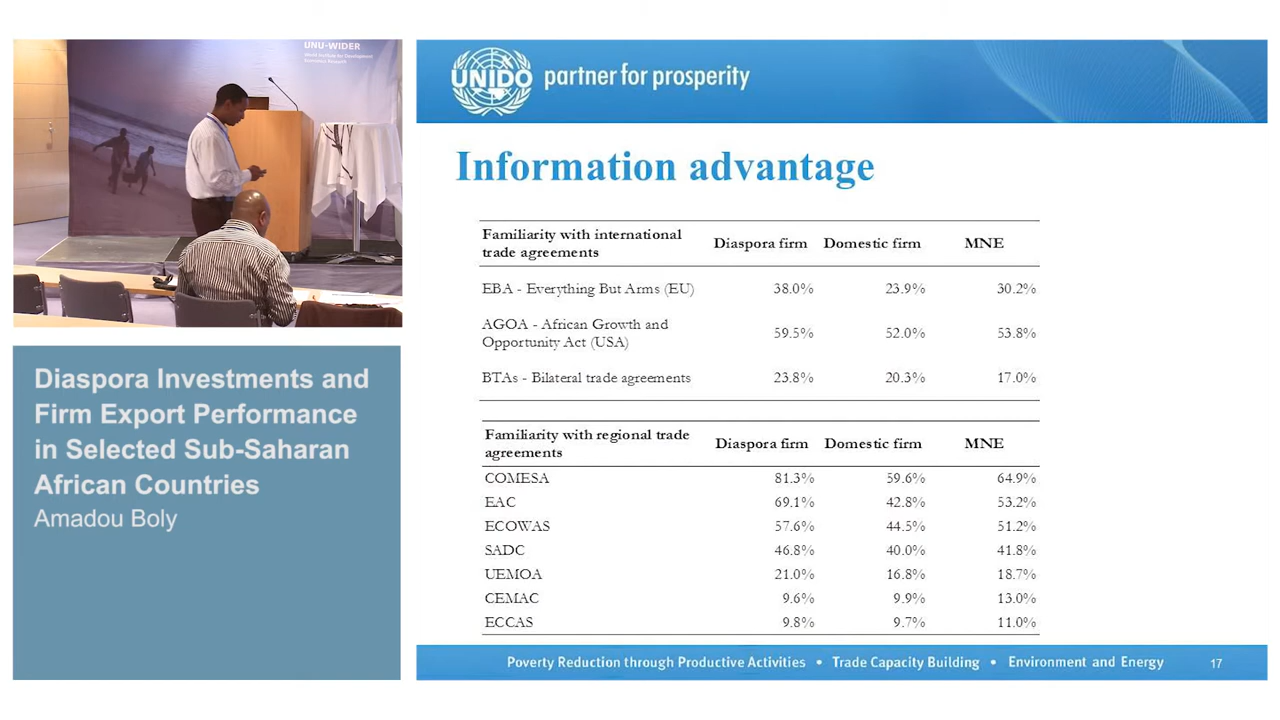 UNU-WIDER
World Institute for Development
Economics Research
UNIDO
partner for prosperity
Information advantage
Familiarity with international
trade agreements
Diaspora firm Domestic firm MNE
EBA - Everything But Arms (EU) 38.0% 23.9% 30.2%
AGOA - African Growth and
Opportunity Act (USA)
59.5% 52.0% 53.8%
BTAs - Bilateral trade agreements 23.8% 20.3% 17.0%
Familiarity with regional trade
agreements
Diaspora firm Domestic firm MNE
COMESA 81.3% 59.6% 64.9%
EAC 69.1% 42.8% 53.2%
ECOWAS 57.6% 44.5% 51.2%
SADC 46.8% 40.0% 41.8%
UEMOA 21.0% 16.8% 18.7%
CEMAC 9.6% 9.9% 13.0%
ECCAS 9.8% 9.7% 11.0%
Poverty Reduction through Productive Activities • Trade Capacity Building • Environment and Energy 17
Diaspora Investments and
Firm Export Performance
in Selected Sub-Saharan
African Countries
Amadou Boly